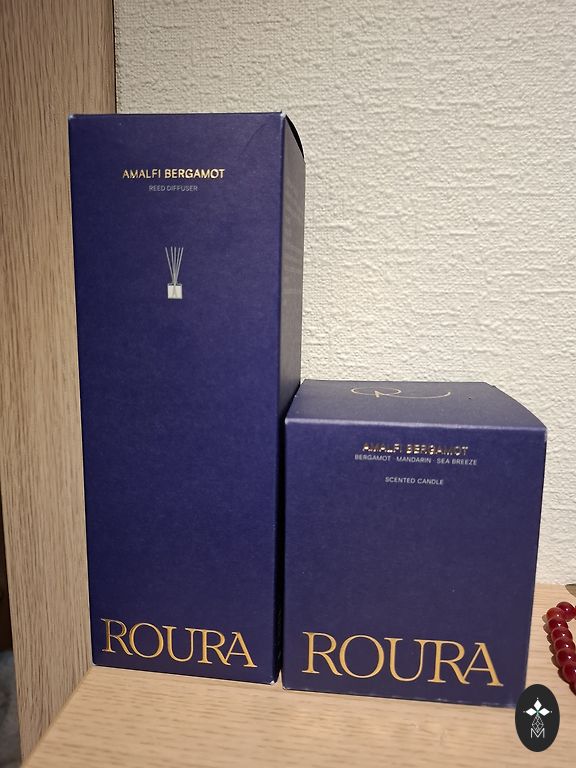 AMALFI BERGAMOT
REED DIFFUSER
ROURA
AMALFI BERGAMOT
BERGAMOT · MANDARIN · SEA BREEZE
SCENTED CANDLE
ROURA